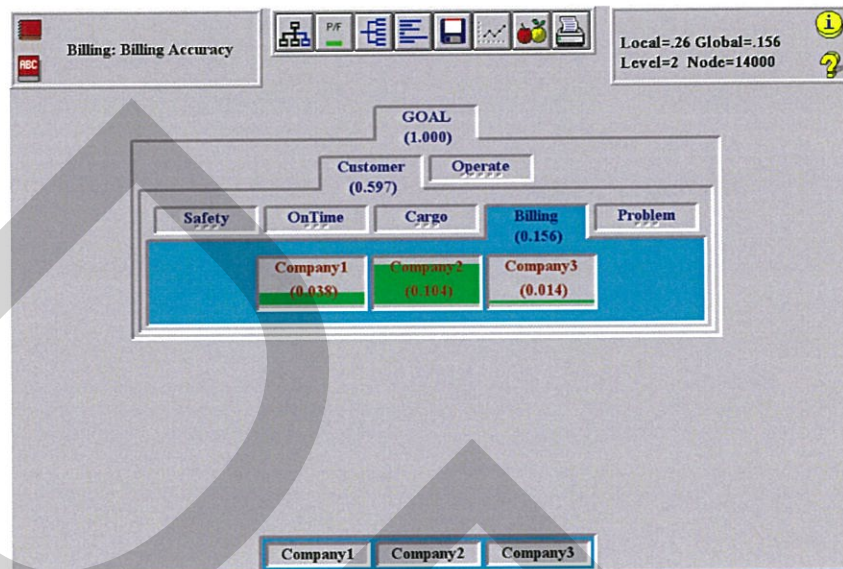 P/F
Billing: Billing Accuracy
ABC
Local=.26 Global=.156
Level=2 Node=14000
GOAL
(1.000)
Customer
(0.597)
Operate
Safety
OnTime
Cargo
Billing
(0.156)
Problem
Company1
(0.038)
Company2
(0.104)
Company3
(0.014)
Company1
Company2
Company3